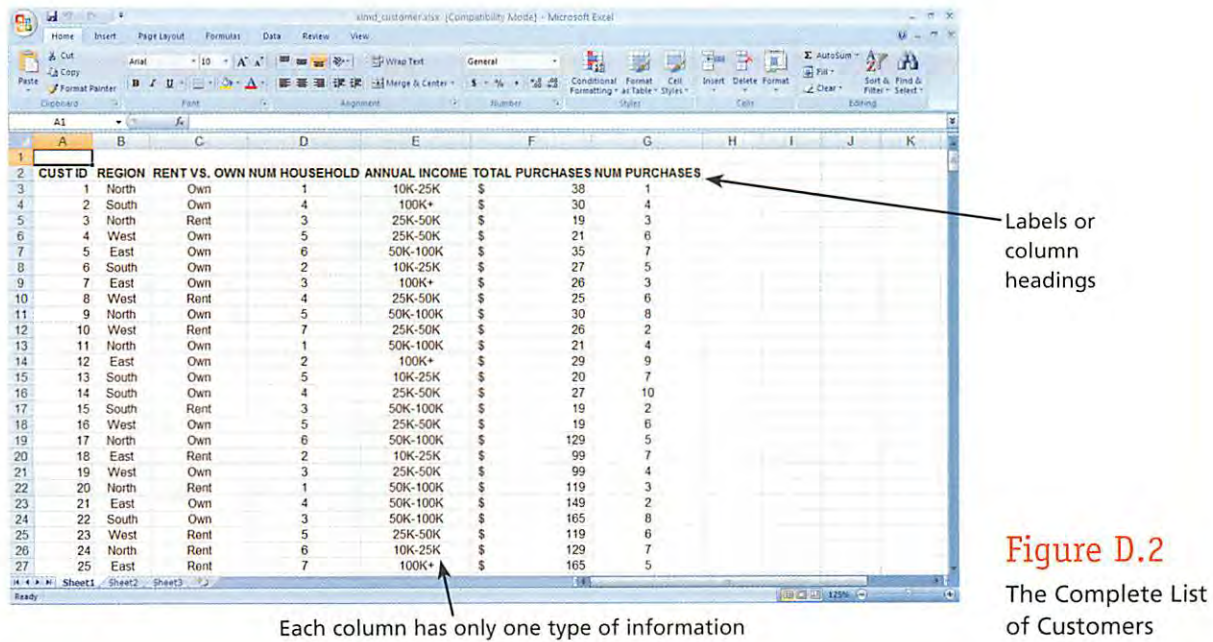 xlmd_customer.xlsx [Compatibility Mode] - Microsoft Excel
Home Insert Page Layout Formulas Data Review View
Cut
Copy
Format Painter
Paste
Clipboard
Arial 10
Font
Wrap Text
Merge & Center
Alignment
General
Number
Conditional Formatting
Format as Table
Cell Styles
Styles
Insert Delete Format
Cells
AutoSum
Fill
Clear
Sort & Filter
Find & Select
Editing
A1 fx
A B C D E F G H I J K
1
2 CUST ID REGION RENT VS. OWN NUM HOUSEHOLD ANNUAL INCOME TOTAL PURCHASES NUM PURCHASES
3 1 North Own 1 10K-25K $ 38 1
4 2 South Own 4 100K+ $ 30 4
5 3 North Rent 3 25K-50K $ 19 3
6 4 West Own 5 25K-50K $ 21 6
7 5 East Own 6 50K-100K $ 35 7
8 6 South Own 2 10K-25K $ 27 5
9 7 East Own 3 100K+ $ 26 3
10 8 West Rent 4 25K-50K $ 25 6
11 9 North Own 5 50K-100K $ 30 8
12 10 West Rent 7 25K-50K $ 26 2
13 11 North Own 1 50K-100K $ 21 4
14 12 East Own 2 100K+ $ 29 9
15 13 South Own 5 10K-25K $ 20 7
16 14 South Own 4 25K-50K $ 27 10
17 15 South Rent 3 50K-100K $ 19 2
18 16 West Own 5 25K-50K $ 19 6
19 17 North Own 6 50K-100K $ 129 5
20 18 East Rent 2 10K-25K $ 99 7
21 19 West Own 3 25K-50K $ 99 4
22 20 North Rent 1 50K-100K $ 119 3
23 21 East Own 4 50K-100K $ 149 2
24 22 South Own 3 50K-100K $ 165 8
25 23 West Rent 5 25K-50K $ 119 6
26 24 North Rent 6 10K-25K $ 129 7
27 25 East Rent 7 100K+ $ 165 5
Sheet1 Sheet2 Sheet3
Ready 125%
Labels or
column
headings
Each column has only one type of information
Figure D.2
The Complete List
of Customers